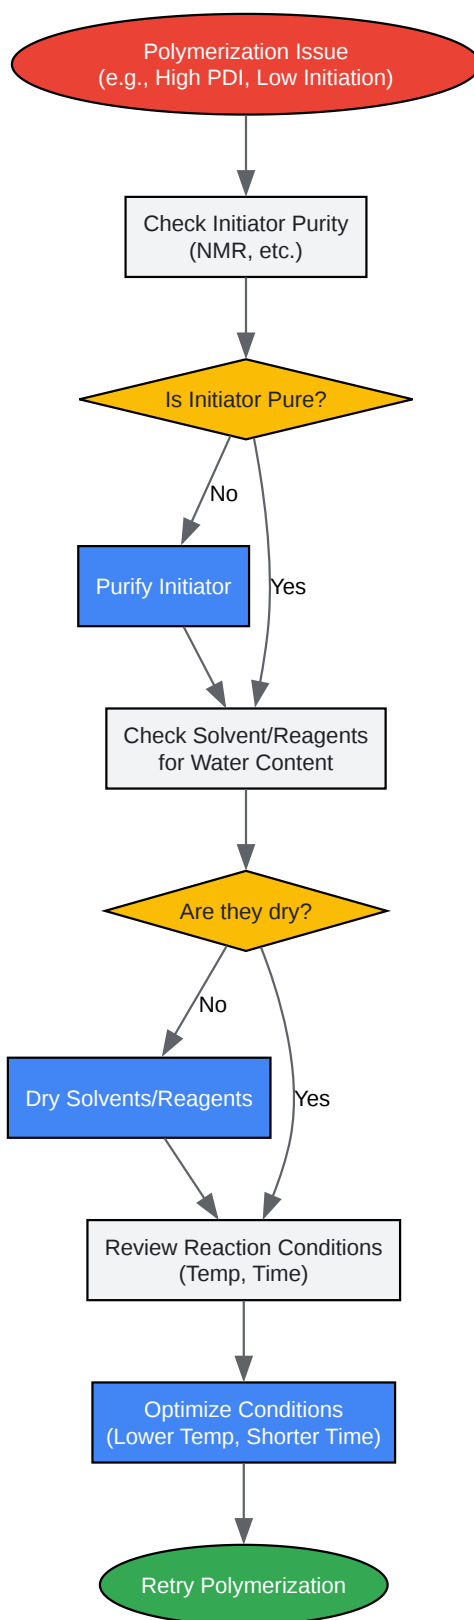 Polymerization Issue
(e.g., High PDI, Low Initiation)
Check Initiator Purity
(NMR, etc.)
Is Initiator Pure?
No
Purify Initiator
Yes
Check Solvent/Reagents
for Water Content
Are they dry?
No
Dry Solvents/Reagents
Yes
Review Reaction Conditions
(Temp, Time)
Optimize Conditions
(Lower Temp, Shorter Time)
Retry Polymerization